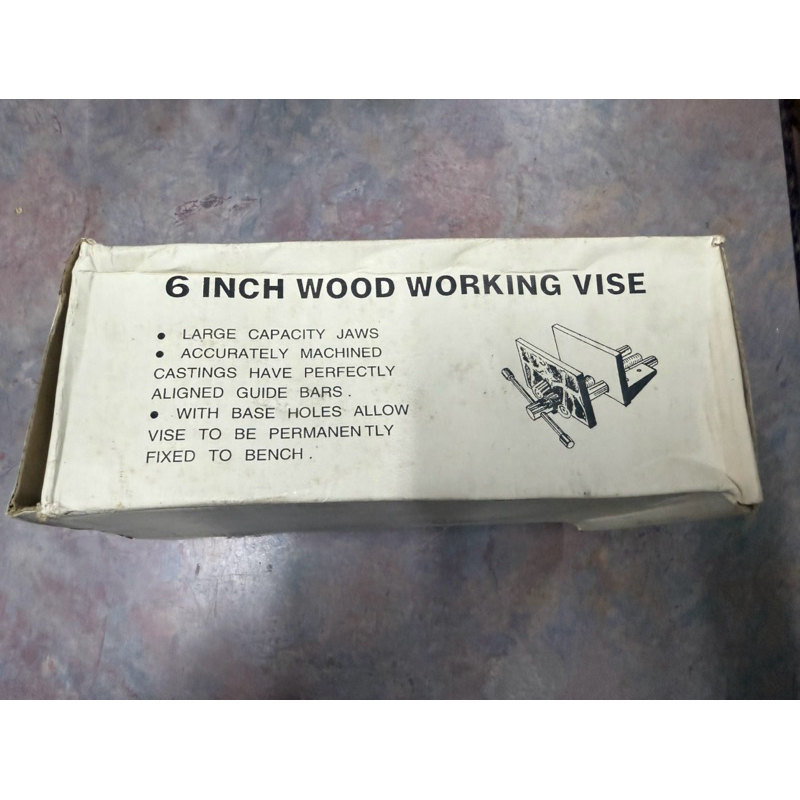 6 INCH WOOD WORKING VISE
● LARGE CAPACITY JAWS
● ACCURATELY MACHINED
CASTINGS HAVE PERFECTLY
ALIGNED GUIDE BARS.
● WITH BASE HOLES ALLOW
VISE TO BE PERMANENTLY
FIXED TO BENCH.